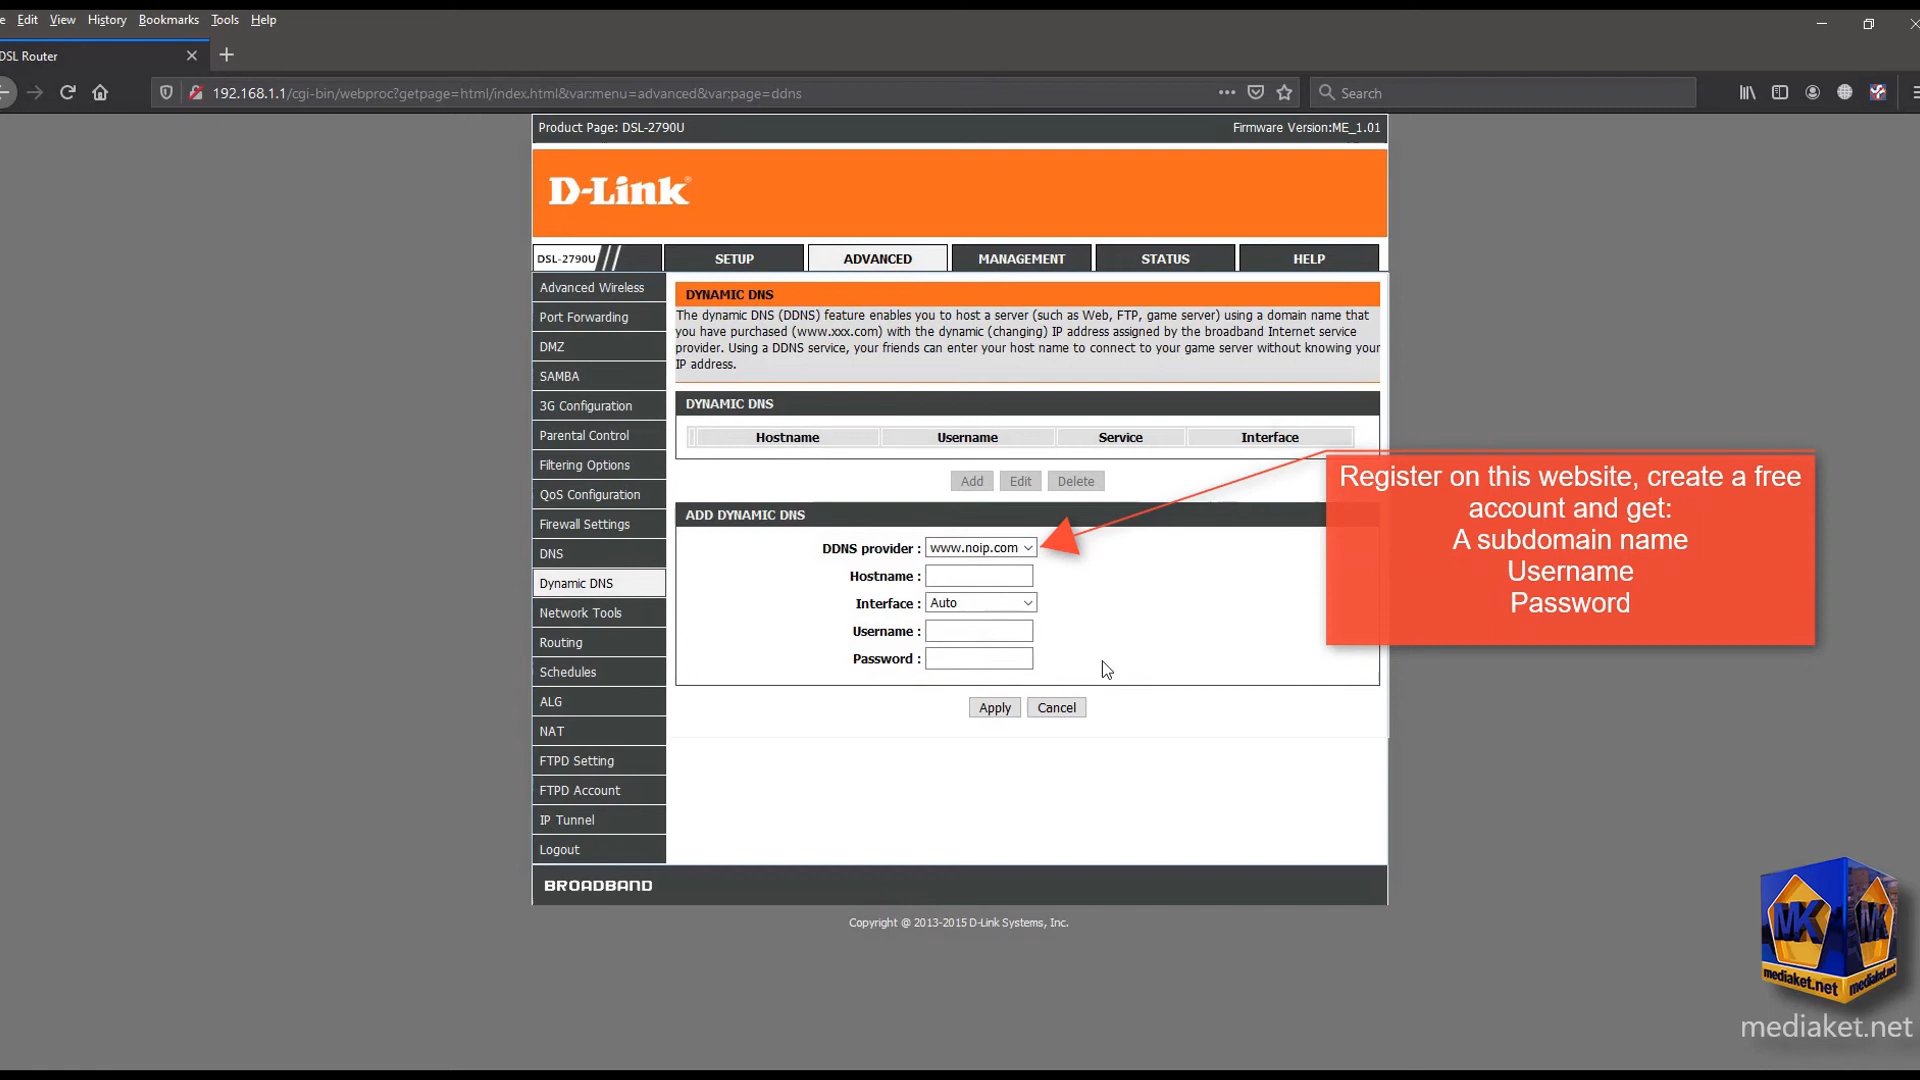 Edit View History Bookmarks Tools Help
DSL Router
192.168.1.1/cgi-bin/webproc?getpage=html/index.html&var:menu=advanced&var:page=ddns
Search
Product Page: DSL-2790U
Firmware Version:ME_1.01
D-Link
DSL-2790U
SETUP
ADVANCED
MANAGEMENT
STATUS
HELP
Advanced Wireless
Port Forwarding
DMZ
SAMBA
3G Configuration
Parental Control
Filtering Options
QoS Configuration
Firewall Settings
DNS
Dynamic DNS
Network Tools
Routing
Schedules
ALG
NAT
FTPD Setting
FTPD Account
IP Tunnel
Logout
DYNAMIC DNS
The dynamic DNS (DDNS) feature enables you to host a server (such as Web, FTP, game server) using a domain name that
you have purchased (www.xxx.com) with the dynamic (changing) IP address assigned by the broadband Internet service
provider. Using a DDNS service, your friends can enter your host name to connect to your game server without knowing your
IP address.
DYNAMIC DNS
Hostname Username Service Interface
Add Edit Delete
ADD DYNAMIC DNS
DDNS provider : www.noip.com
Hostname :
Interface : Auto
Username :
Password :
Apply Cancel
Register on this website, create a free
account and get:
A subdomain name
Username
Password
BROADBAND
Copyright @ 2013-2015 D-Link Systems, Inc.
MK
MK
mediaket.net
mediaket.net
mediaket.net